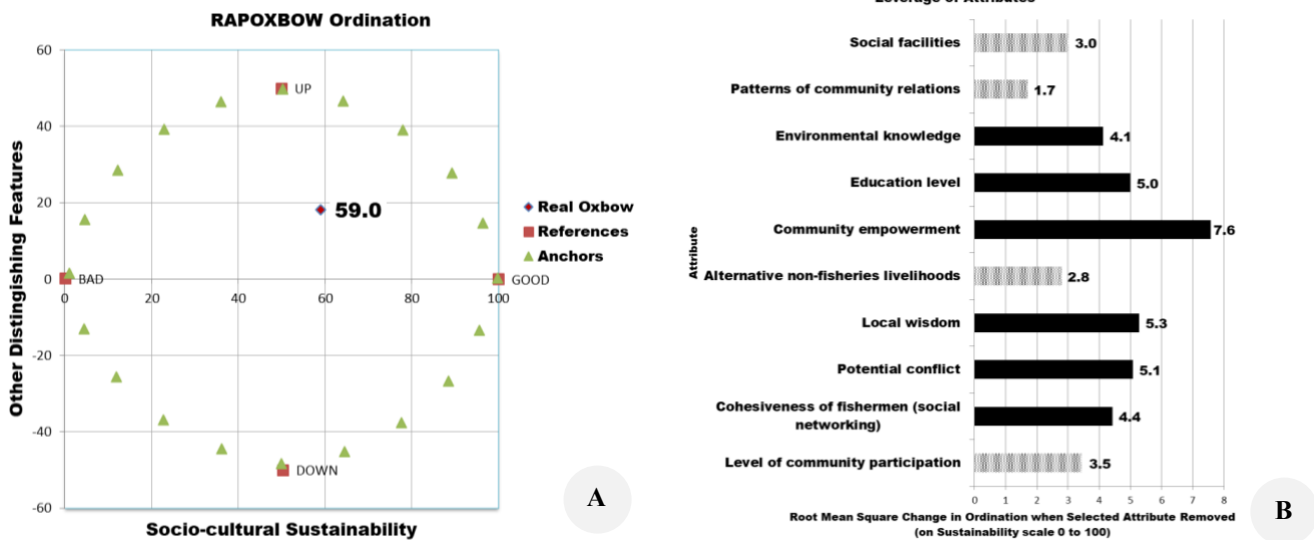 RAPOXBOW Ordination
60
40
20
0
-20
-40
-60
0
20
40
60
80
100
UP
BAD
GOOD
DOWN
59.0
Other Distingishing Features
Socio-cultural Sustainability
Real Oxbow
References
Anchors
A
Leverage of Attributes
Attribute
Social facilities
3.0
Patterns of community relations
1.7
Environmental knowledge
4.1
Education level
5.0
Community empowerment
7.6
Alternative non-fisheries livelihoods
2.8
Local wisdom
5.3
Potential conflict
5.1
Cohesiveness of fishermen (social
networking)
4.4
Level of community participation
3.5
0
1
2
3
4
5
6
7
8
Root Mean Square Change in Ordination when Selected Attribute Removed
(on Sustainability scale 0 to 100)
B